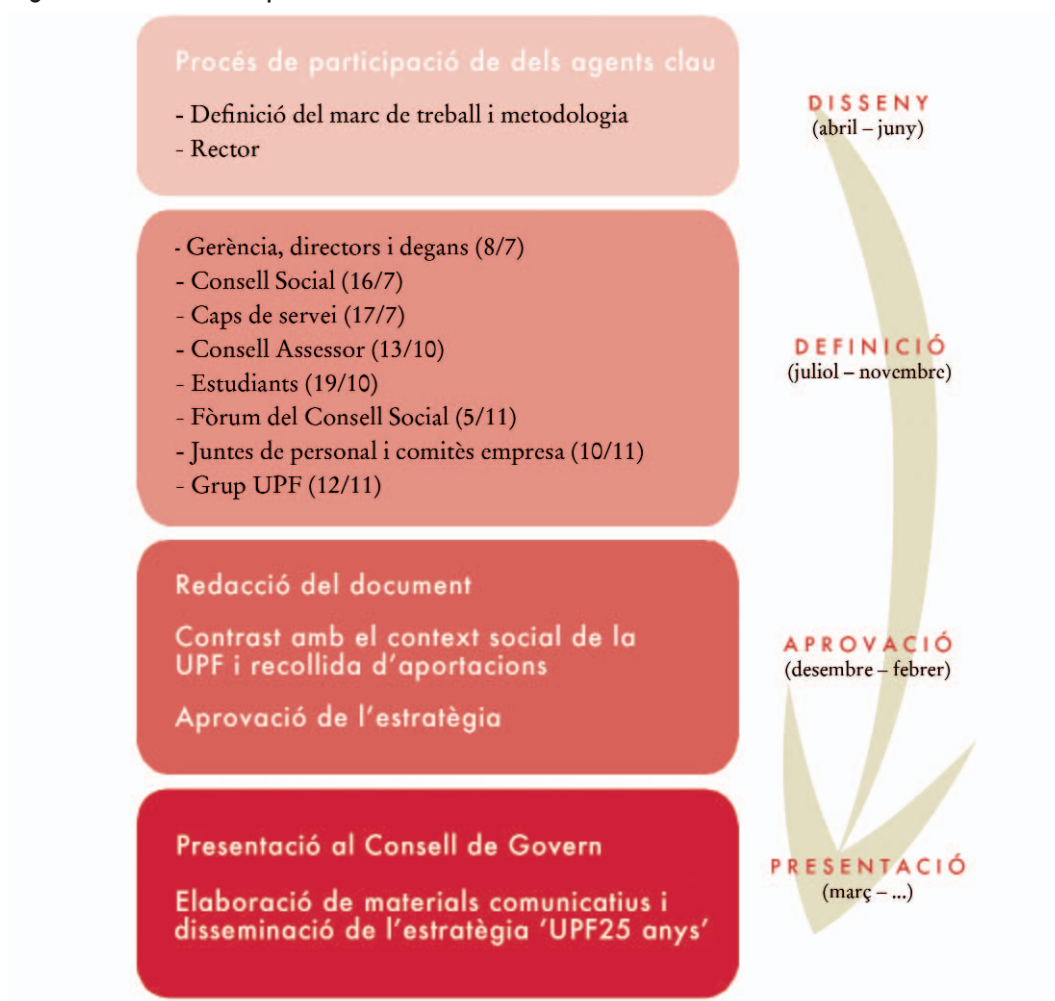 Procés de participació de dels agents clau
- Definició del marc de treball i metodologia
- Rector
DISSENY
(abril – juny)
- Gerència, directors i degans (8/7)
- Consell Social (16/7)
- Caps de servei (17/7)
- Consell Assessor (13/10)
- Estudiants (19/10)
- Fòrum del Consell Social (5/11)
- Juntes de personal i comitès empresa (10/11)
- Grup UPF (12/11)
DEFINICIÓ
(juliol – novembre)
Redacció del document
Contrast amb el context social de la
UPF i recollida d'aportacions
Aprovació de l'estratègia
APROVACIÓ
(desembre – febrer)
Presentació al Consell de Govern
Elaboració de materials comunicatius i
disseminació de l'estratègia 'UPF25 anys'
PRESENTACIÓ
(març – ...)